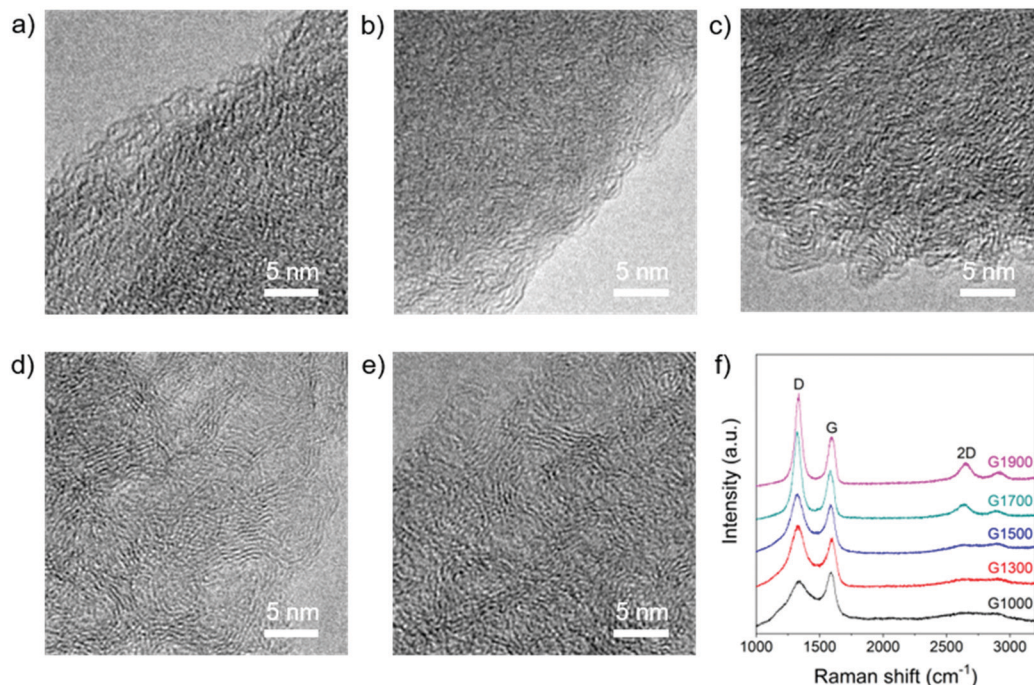 a)
b)
c)
5 nm
5 nm
5 nm
d)
e)
f)
5 nm
5 nm
D
G
2D
G1900
G1700
G1500
G1300
G1000
Intensity (a.u.)
1000 1500 2000 2500 3000
Raman shift (cm⁻¹)